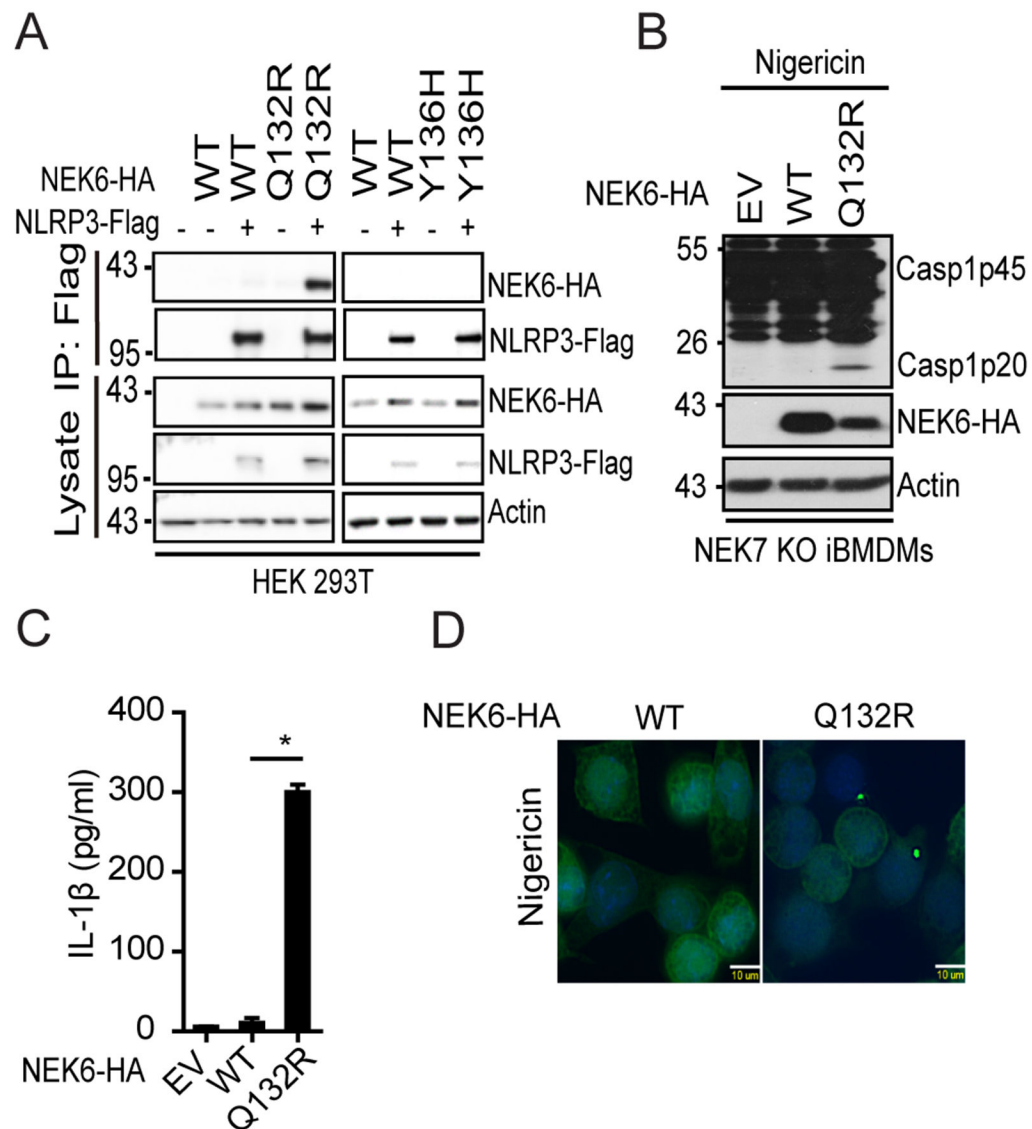 A
NEK6-HA WT WT Q132R Q132R WT WT Y136H Y136H
NLRP3-Flag - - + - + - + - +
IP: Flag
43 NEK6-HA
95 NLRP3-Flag
Lysate
43 NEK6-HA
95 NLRP3-Flag
43 Actin
HEK 293T
B
Nigericin
NEK6-HA EV WT Q132R
55 Casp1p45
26 Casp1p20
43 NEK6-HA
43 Actin
NEK7 KO iBMDMs
C
IL-1β (pg/ml)
400
300
200
100
0
*
NEK6-HA EV WT Q132R
D
NEK6-HA WT Q132R
Nigericin
10 um
10 um